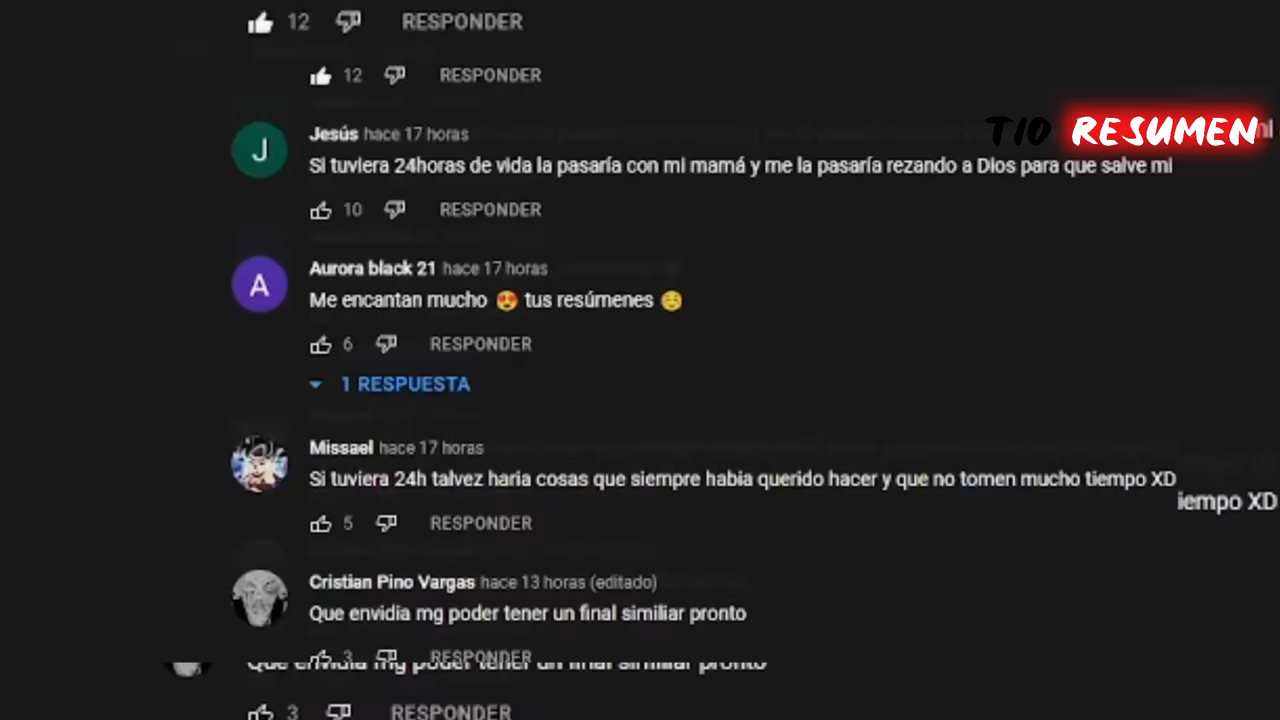 12 RESPONDER
12 RESPONDER
TIO RESUMEN
Jesús hace 17 horas
Si tuviera 24horas de vida la pasaría con mi mamá y me la pasaría rezando a Dios para que salve mi
10 RESPONDER
Aurora black 21 hace 17 horas
Me encantan mucho 😍 tus resúmenes ☺️
6 RESPONDER
1 RESPUESTA
Missael hace 17 horas
Si tuviera 24h talvez haria cosas que siempre habia querido hacer y que no tomen mucho tiempo XD
iempo XD
5 RESPONDER
Cristian Pino Vargas hace 13 horas (editado)
Que envidia mg poder tener un final similiar pronto
3 RESPONDER
Que envidia mg poder tener un final similiar pronto
3 RESPONDER